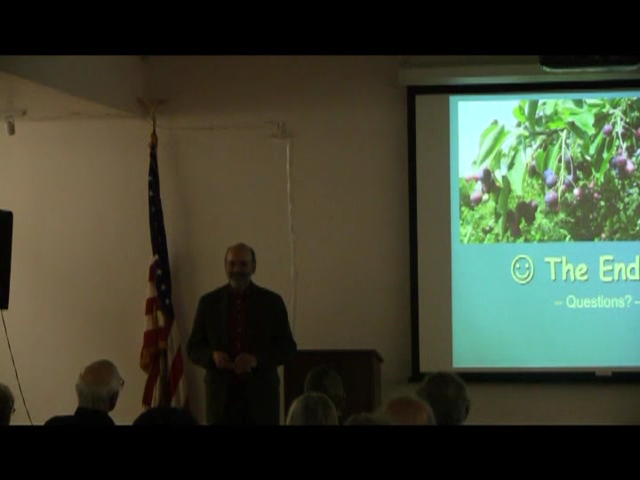 ☺ The End
– Questions? –